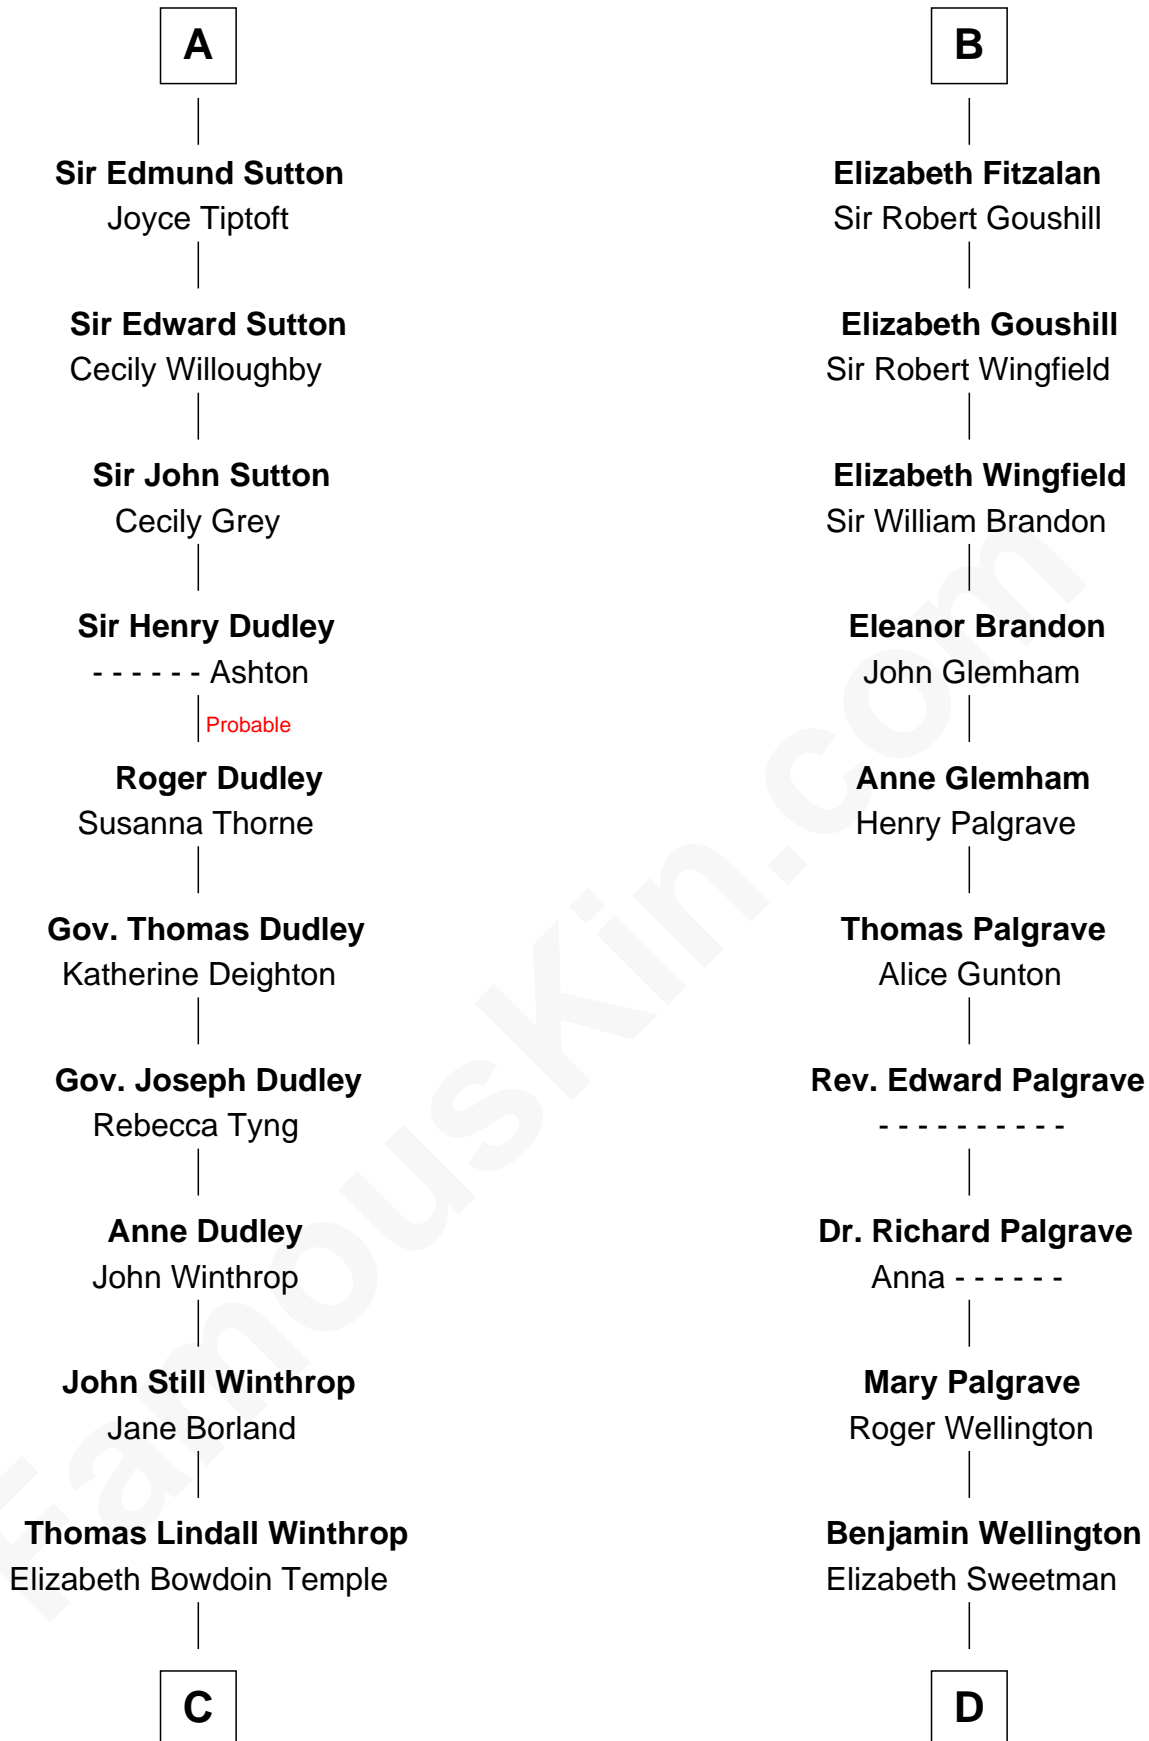 A
Sir Edmund Sutton
Joyce Tiptoft
Sir Edward Sutton
Cecily Willoughby
Sir John Sutton
Cecily Grey
Sir Henry Dudley
- - - - - - Ashton
Probable
Roger Dudley
Susanna Thorne
Gov. Thomas Dudley
Katherine Deighton
Gov. Joseph Dudley
Rebecca Tyng
Anne Dudley
John Winthrop
John Still Winthrop
Jane Borland
Thomas Lindall Winthrop
Elizabeth Bowdoin Temple
C
B
Elizabeth Fitzalan
Sir Robert Goushill
Elizabeth Goushill
Sir Robert Wingfield
Elizabeth Wingfield
Sir William Brandon
Eleanor Brandon
John Glemham
Anne Glemham
Henry Palgrave
Thomas Palgrave
Alice Gunton
Rev. Edward Palgrave
- - - - - - - - - -
Dr. Richard Palgrave
Anna - - - - - -
Mary Palgrave
Roger Wellington
Benjamin Wellington
Elizabeth Sweetman
D
FamousKin.com